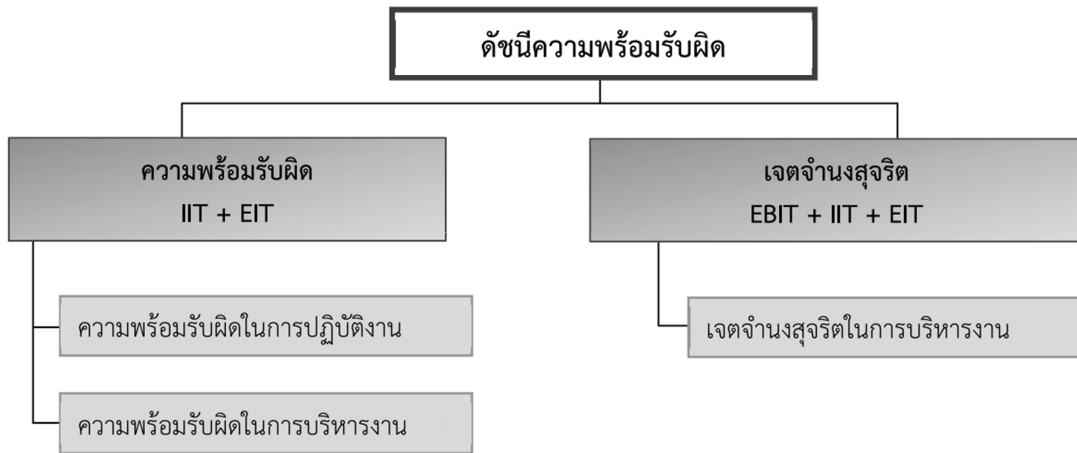 ดัชนีความพร้อมรับผิด
ความพร้อมรับผิด
IIT + EIT
เจตจำนงสุจริต
EBIT + IIT + EIT
ความพร้อมรับผิดในการปฏิบัติงาน
เจตจำนงสุจริตในการบริหารงาน
ความพร้อมรับผิดในการบริหารงาน